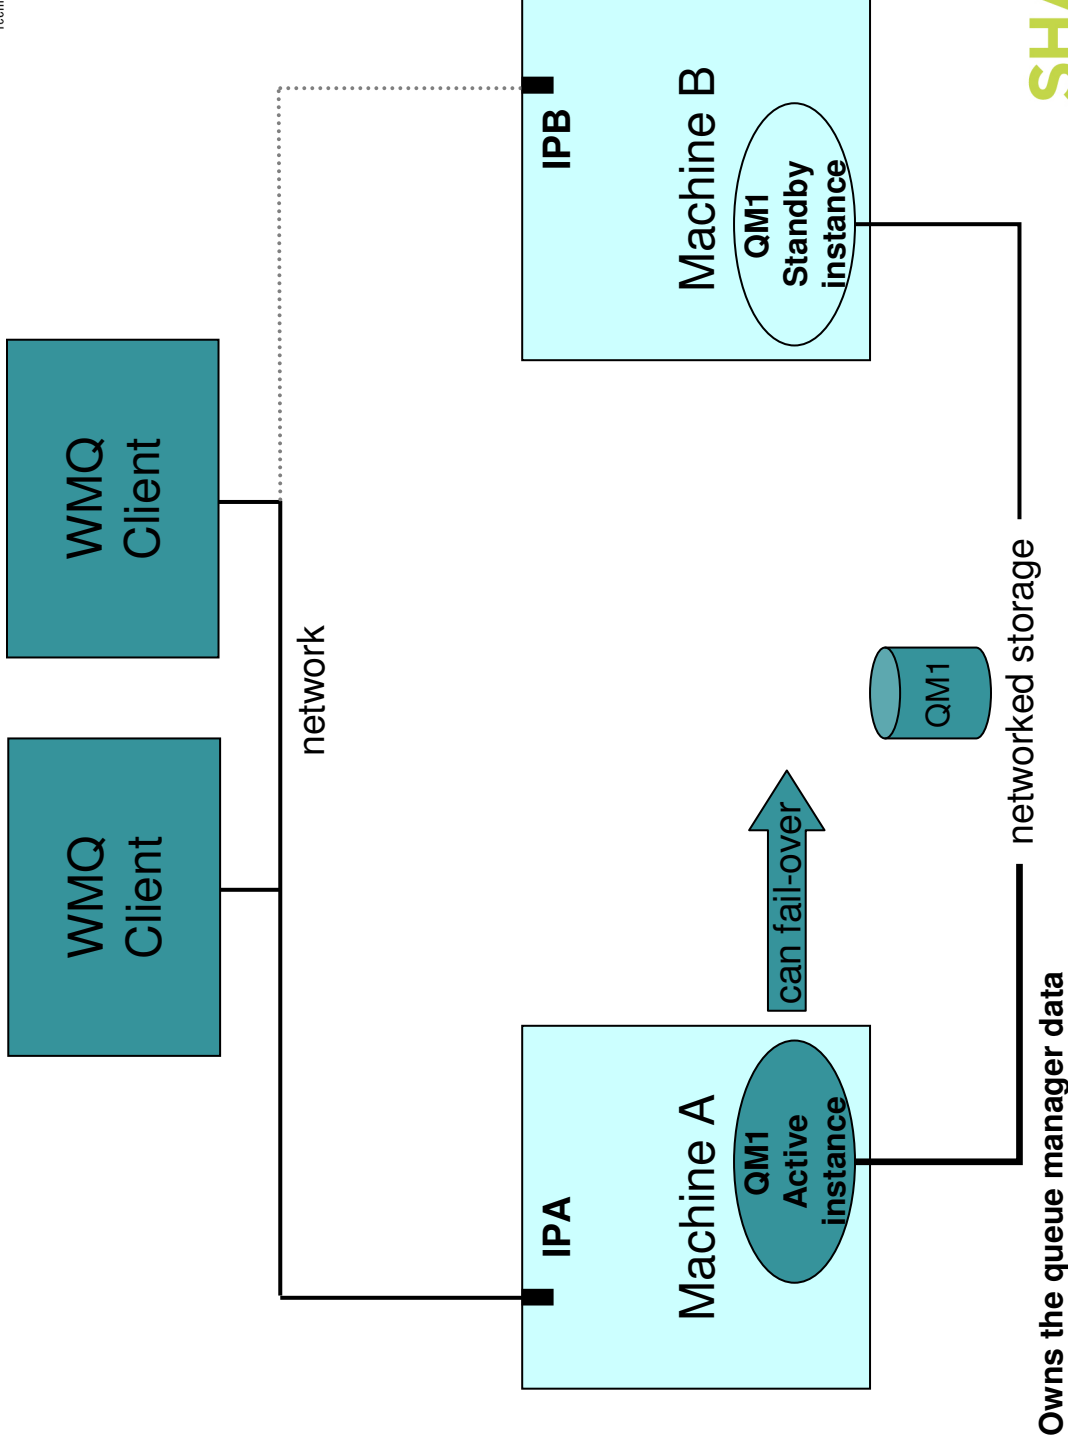 WMQ
Client
WMQ
Client
network
IPA
IPB
Machine A
Machine B
QM1
Active
instance
can fail-over
QM1
Standby
instance
QM1
networked storage
Owns the queue manager data